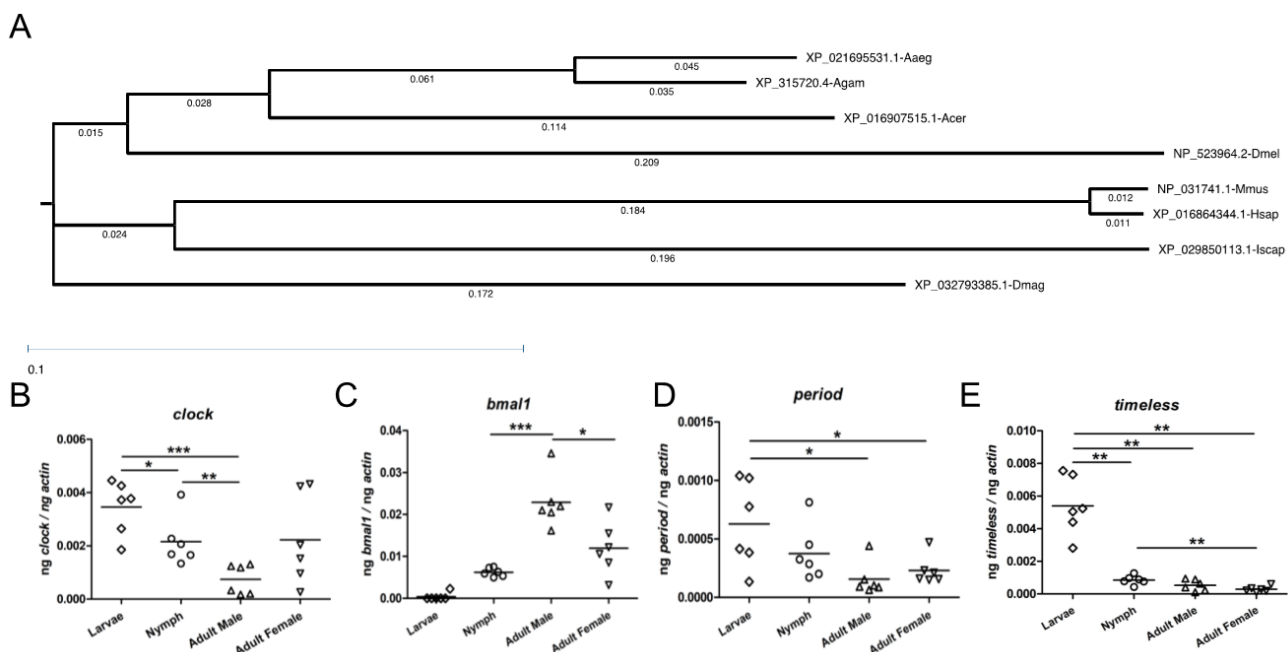 A
XP_021695531.1-Aaeg
0.045
0.061
XP_315720.4-Agam
0.035
0.028
XP_016907515.1-Acer
0.114
0.015
NP_523964.2-Dmel
0.209
NP_031741.1-Mmus
0.012
0.184
XP_016864344.1-Hsap
0.011
0.024
XP_029850113.1-Iscap
0.196
XP_032793385.1-Dmag
0.172
0.1
B
clock
ng clock / ng actin
0.006
0.004
0.002
0.000
***
*
**
Larvae
Nymph
Adult Male
Adult Female
C
bmal1
ng bmal1 / ng actin
0.04
0.03
0.02
0.01
0.00
***
*
Larvae
Nymph
Adult Male
Adult Female
D
period
ng period / ng actin
0.0015
0.0010
0.0005
0.0000
*
*
Larvae
Nymph
Adult Male
Adult Female
E
timeless
ng timeless / ng actin
0.010
0.008
0.006
0.004
0.002
0.000
**
**
**
**
Larvae
Nymph
Adult Male
Adult Female